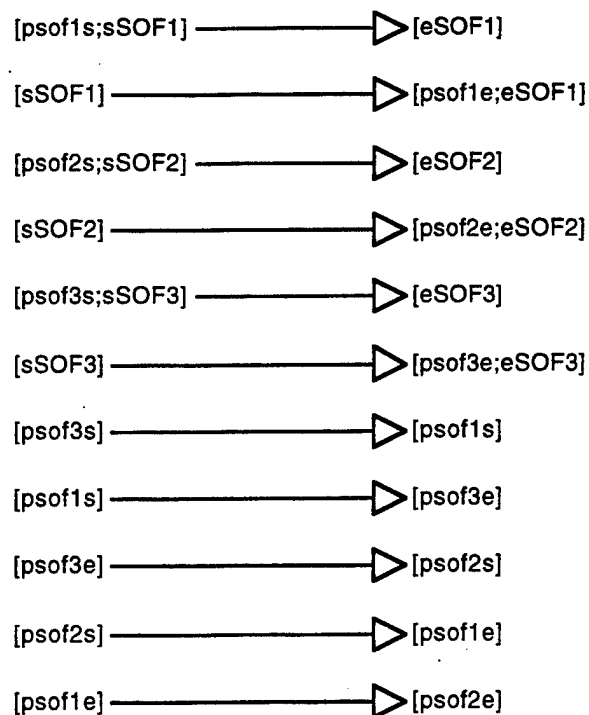 [psof1s;sSOF1] [eSOF1]
[sSOF1] [psof1e;eSOF1]
[psof2s;sSOF2] [eSOF2]
[sSOF2] [psof2e;eSOF2]
[psof3s;sSOF3] [eSOF3]
[sSOF3] [psof3e;eSOF3]
[psof3s] [psof1s]
[psof1s] [psof3e]
[psof3e] [psof2s]
[psof2s] [psof1e]
[psof1e] [psof2e]